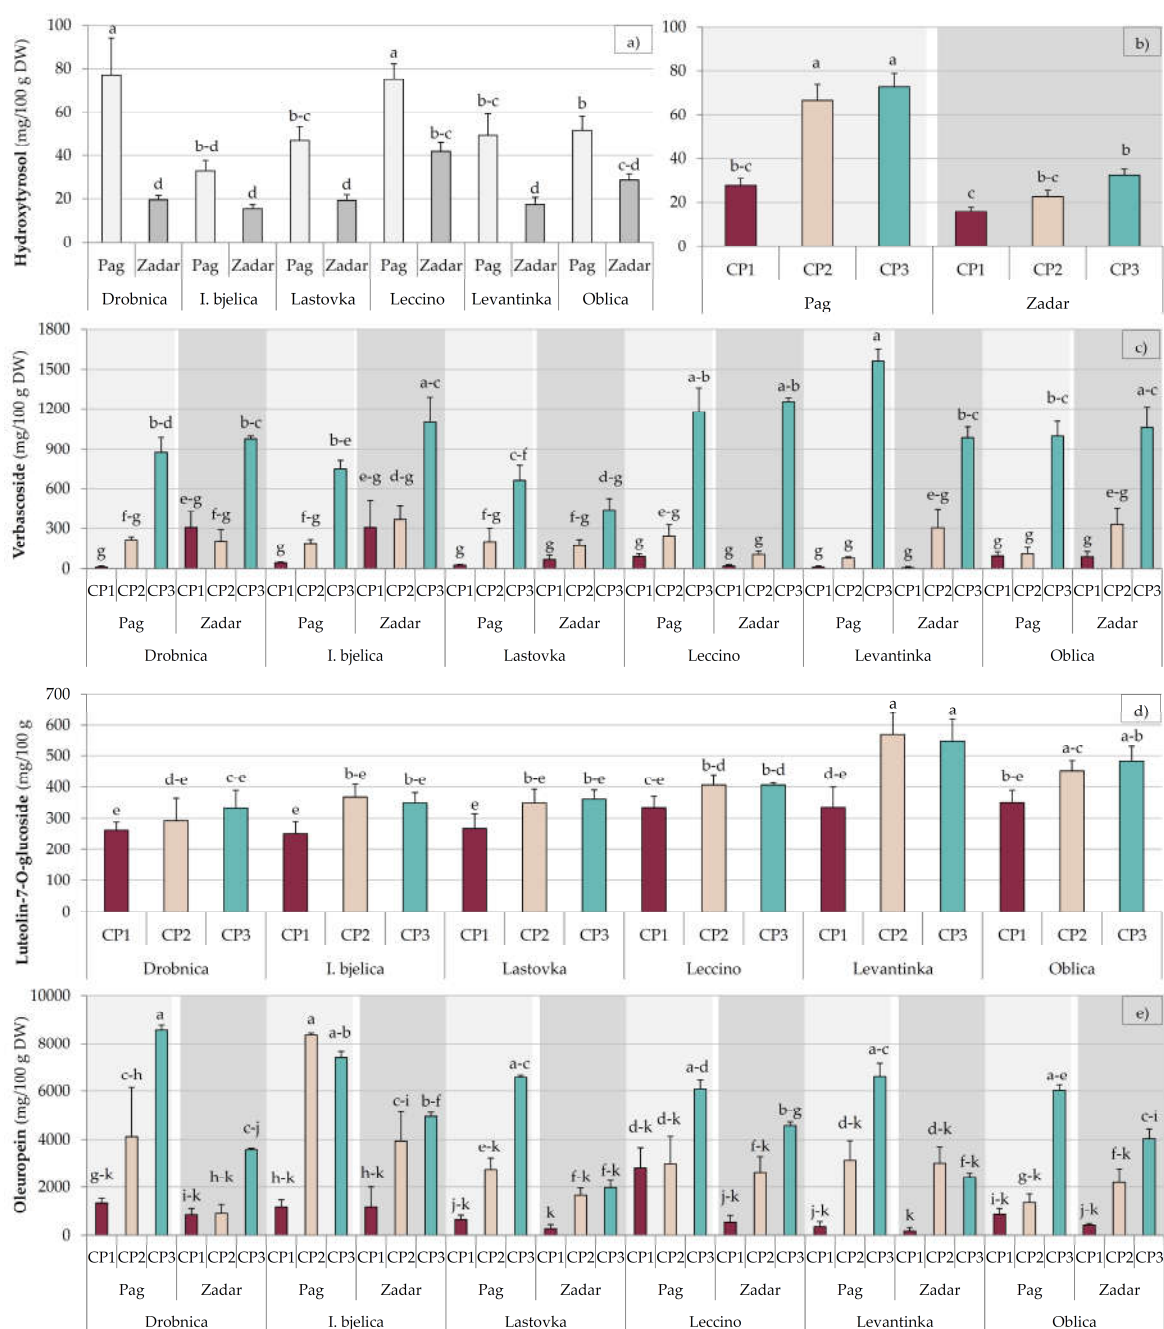 Hydroxytyrosol (mg/100 g DW)
100
80
60
40
20
0
a)
a d b-d d b-c d a b-c b-c d b c-d
Pag Zadar Pag Zadar Pag Zadar Pag Zadar Pag Zadar Pag Zadar
Drobnica I. bjelica Lastovka Leccino Levantinka Oblica
100
80
60
40
20
0
b)
b-c a a c b-c b
CP1 CP2 CP3 CP1 CP2 CP3
Pag Zadar
Verbascoside (mg/100 g DW)
1800
1500
1200
900
600
300
0
c)
g f-g b-d e-g f-g b-c g f-g b-e e-g d-g a-c g f-g c-f g f-g d-g g e-g a-b g g a-b g g a g e-g b-c g g b-c g e-g a-c
CP1 CP2 CP3 CP1 CP2 CP3 CP1 CP2 CP3 CP1 CP2 CP3 CP1 CP2 CP3 CP1 CP2 CP3 CP1 CP2 CP3 CP1 CP2 CP3 CP1 CP2 CP3 CP1 CP2 CP3 CP1 CP2 CP3 CP1 CP2 CP3
Pag Zadar Pag Zadar Pag Zadar Pag Zadar Pag Zadar Pag Zadar
Drobnica I. bjelica Lastovka Leccino Levantinka Oblica
Luteolin-7-O-glucoside (mg/100 g
700
600
500
400
300
200
100
0
d)
e d-e c-e e b-e b-e e b-e b-e c-e b-d b-d d-e a a b-e a-c a-b
CP1 CP2 CP3 CP1 CP2 CP3 CP1 CP2 CP3 CP1 CP2 CP3 CP1 CP2 CP3 CP1 CP2 CP3
Drobnica I. bjelica Lastovka Leccino Levantinka Oblica
Oleuropein (mg/100 g DW)
10000
8000
6000
4000
2000
0
e)
g-k c-h a i-k h-k c-j h-k a a-b h-k c-i b-f j-k e-k a-c k f-k f-k d-k d-k a-d j-k f-k b-g j-k d-k a-c k d-k f-k i-k g-k a-e j-k f-k c-i
CP1 CP2 CP3 CP1 CP2 CP3 CP1 CP2 CP3 CP1 CP2 CP3 CP1 CP2 CP3 CP1 CP2 CP3 CP1 CP2 CP3 CP1 CP2 CP3 CP1 CP2 CP3 CP1 CP2 CP3 CP1 CP2 CP3 CP1 CP2 CP3
Pag Zadar Pag Zadar Pag Zadar Pag Zadar Pag Zadar Pag Zadar
Drobnica I. bjelica Lastovka Leccino Levantinka Oblica